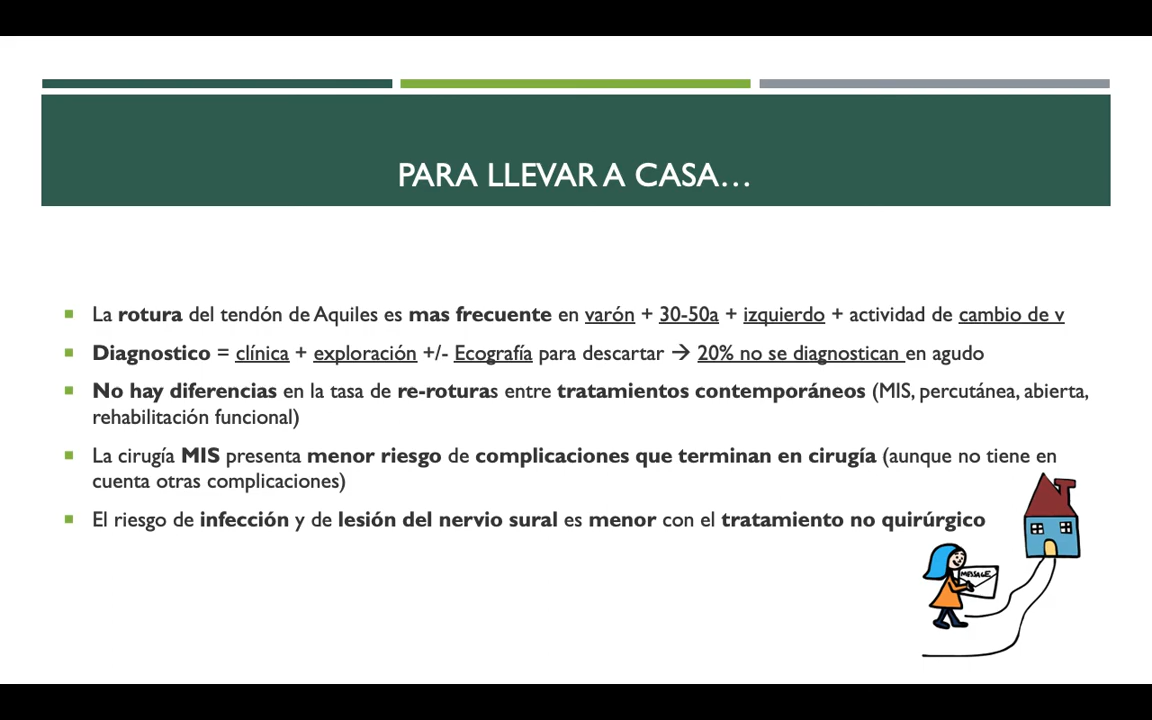 PARA LLEVAR A CASA...
La rotura del tendón de Aquiles es mas frecuente en varón + 30-50a + izquierdo + actividad de cambio de v
Diagnostico = clínica + exploración +/- Ecografía para descartar → 20% no se diagnostican en agudo
No hay diferencias en la tasa de re-roturas entre tratamientos contemporáneos (MIS, percutánea, abierta,
rehabilitación funcional)
La cirugía MIS presenta menor riesgo de complicaciones que terminan en cirugía (aunque no tiene en
cuenta otras complicaciones)
El riesgo de infección y de lesión del nervio sural es menor con el tratamiento no quirúrgico
MESSAGE